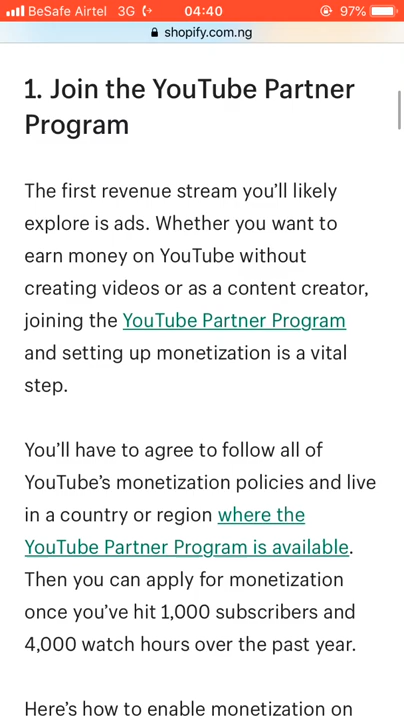 BeSafe Airtel 3G 04:40 97%
shopify.com.ng
1. Join the YouTube Partner
Program
The first revenue stream you’ll likely
explore is ads. Whether you want to
earn money on YouTube without
creating videos or as a content creator,
joining the YouTube Partner Program
and setting up monetization is a vital
step.
You’ll have to agree to follow all of
YouTube’s monetization policies and live
in a country or region where the
YouTube Partner Program is available.
Then you can apply for monetization
once you’ve hit 1,000 subscribers and
4,000 watch hours over the past year.
Here’s how to enable monetization on